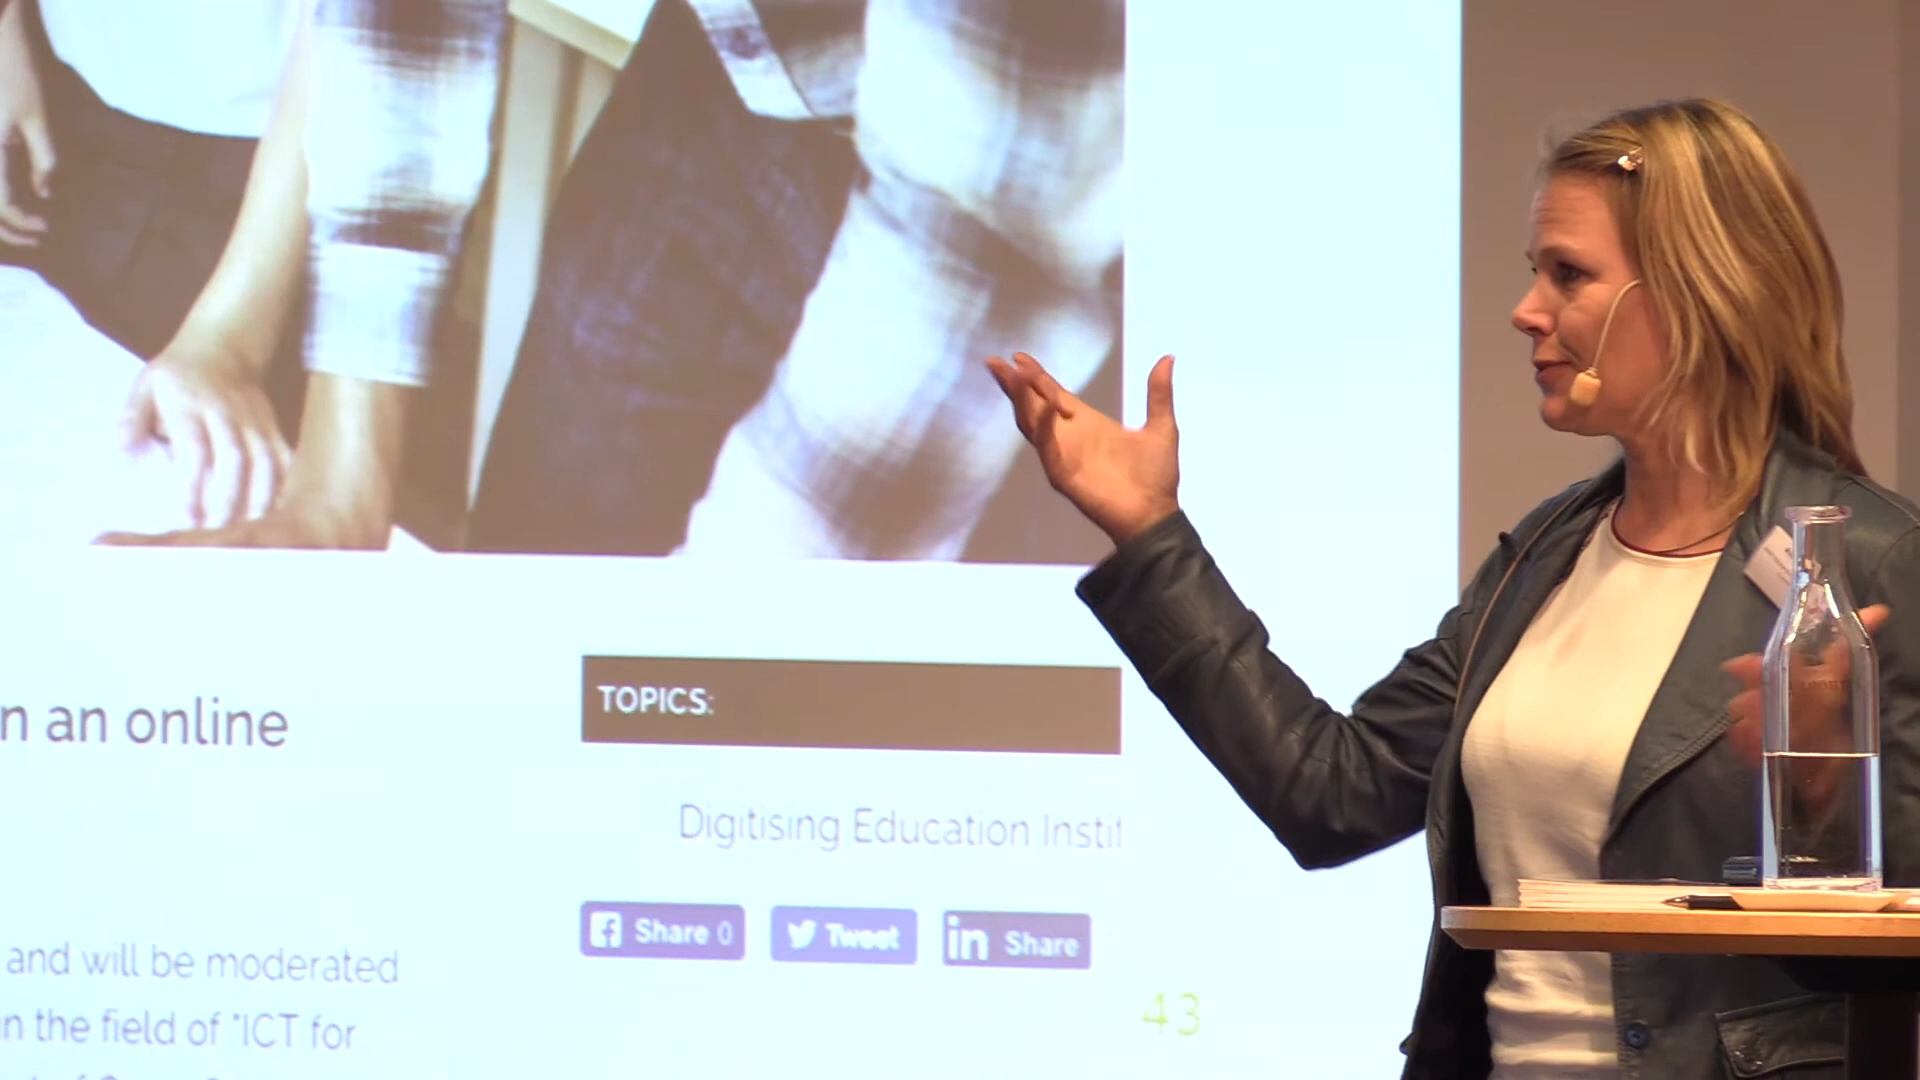 n an online
TOPICS:
Digitising Education Instit
Share 0
Tweet
in Share
and will be moderated
n the field of "ICT for
43